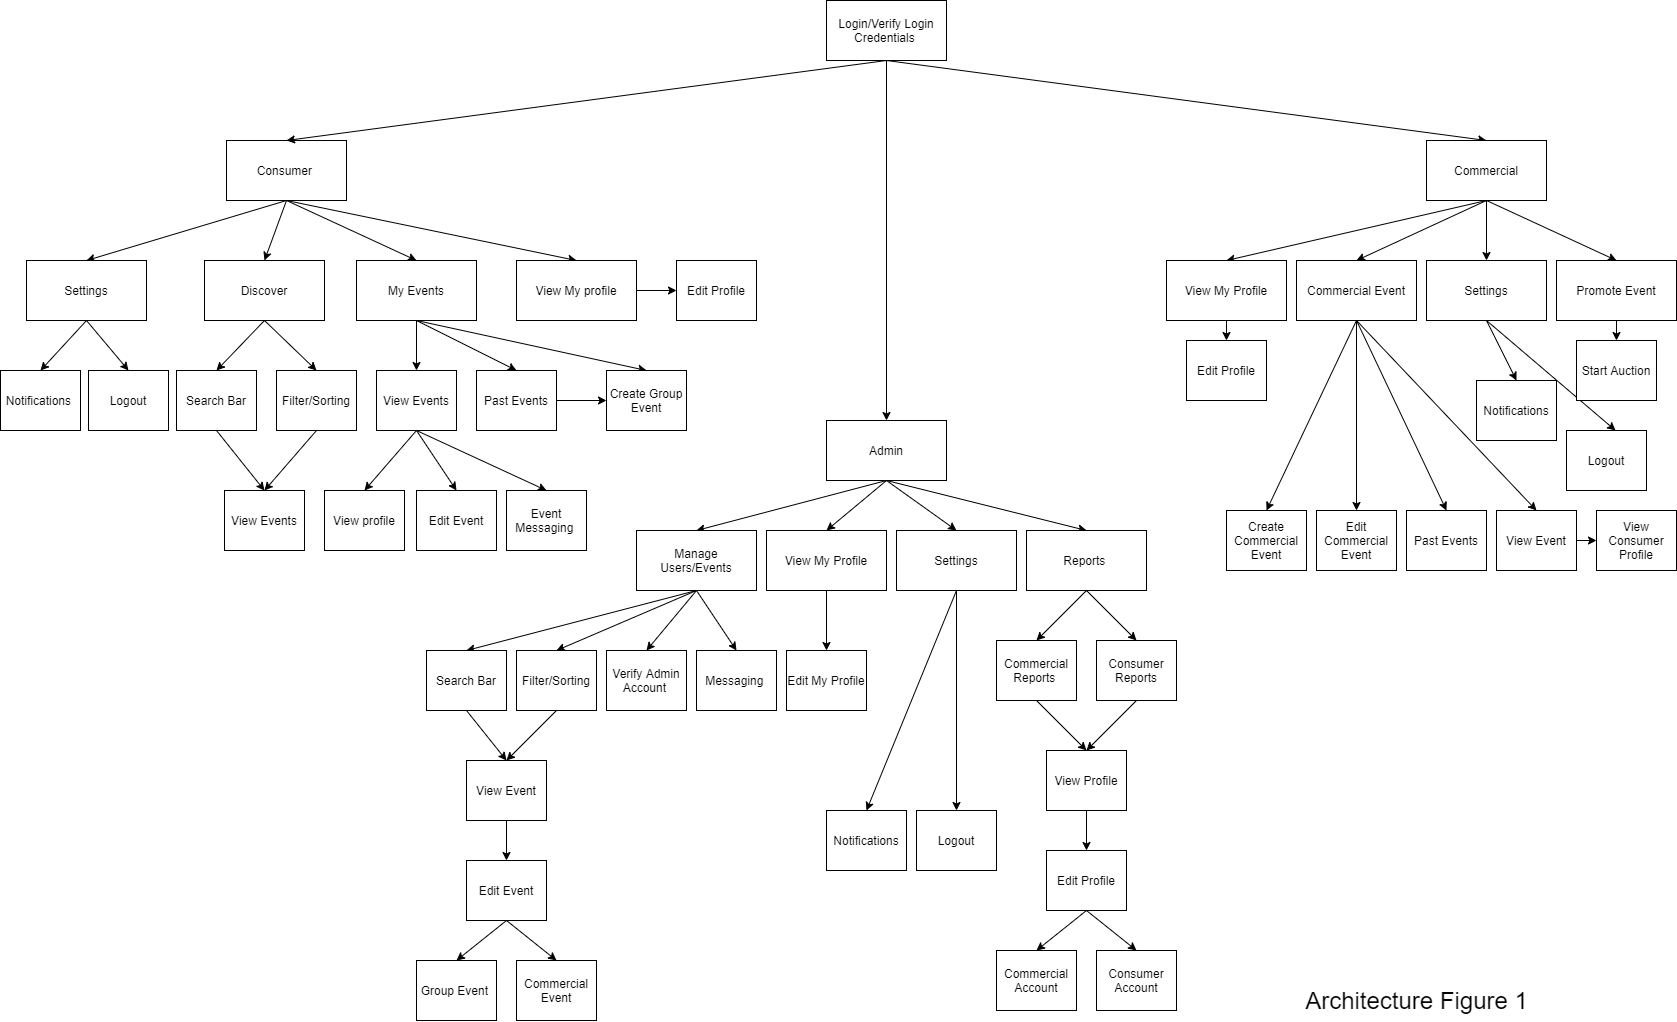 Login/Verify Login
Credentials
Consumer
Commercial
Settings
Discover
My Events
View My profile
Edit Profile
View My Profile
Commercial Event
Settings
Promote Event
Notifications
Logout
Search Bar
Filter/Sorting
View Events
Past Events
Create Group
Event
Edit Profile
Start Auction
Notifications
Logout
Admin
View Events
View profile
Edit Event
Event
Messaging
Create
Commercial
Event
Edit
Commercial
Event
Past Events
View Event
View
Consumer
Profile
Manage
Users/Events
View My Profile
Settings
Reports
Search Bar
Filter/Sorting
Verify Admin
Account
Messaging
Edit My Profile
Commercial
Reports
Consumer
Reports
View Event
View Profile
Notifications
Logout
Edit Event
Edit Profile
Group Event
Commercial
Event
Commercial
Account
Consumer
Account
Architecture Figure 1